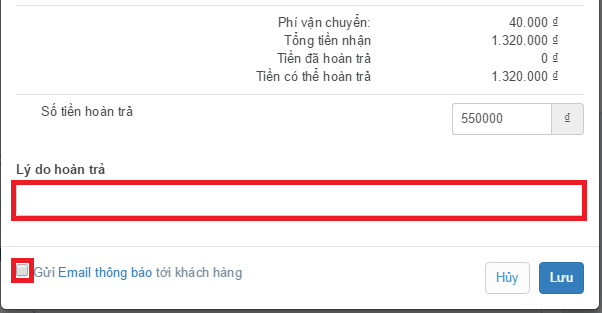 Phí vận chuyển: 40.000 ₫
Tổng tiền nhận 1.320.000 ₫
Tiền đã hoàn trả 0 ₫
Tiền có thể hoàn trả 1.320.000 ₫
Số tiền hoàn trả 550000 ₫
Lý do hoàn trả
Gửi Email thông báo tới khách hàng Hủy Lưu